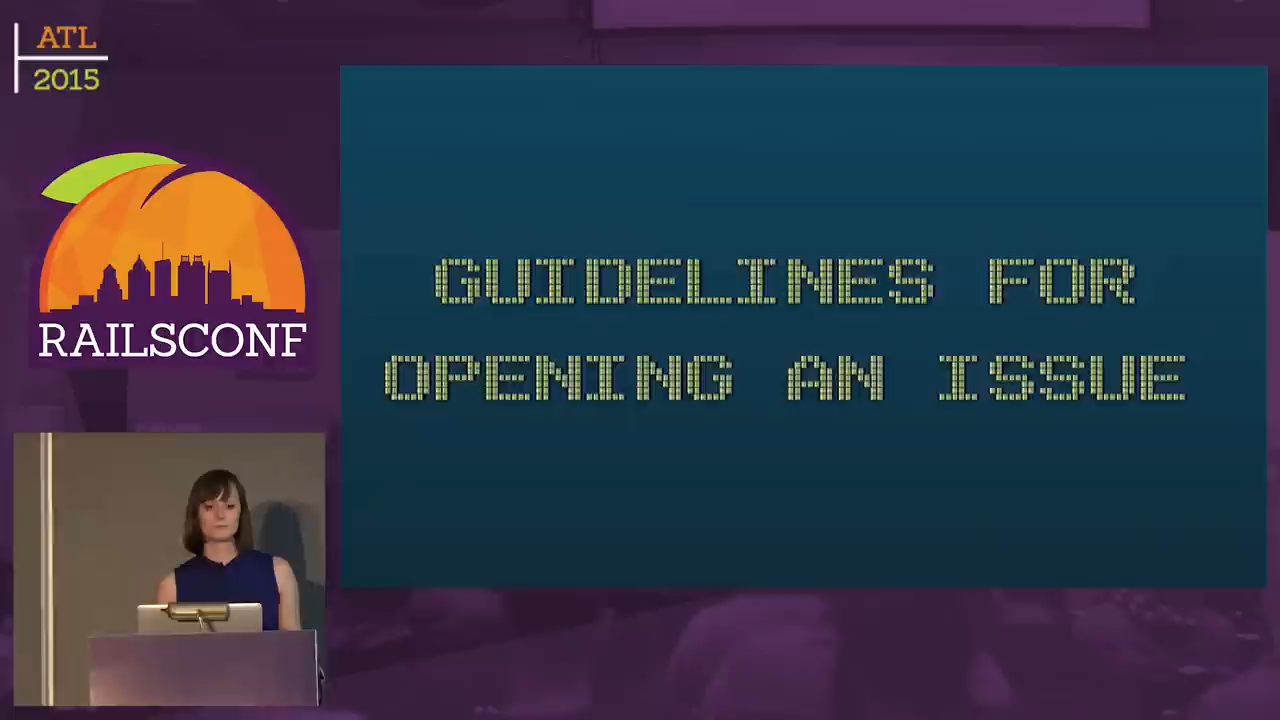 ATL
2015
RAILSCONF
GUIDELINES FOR
OPENING AN ISSUE